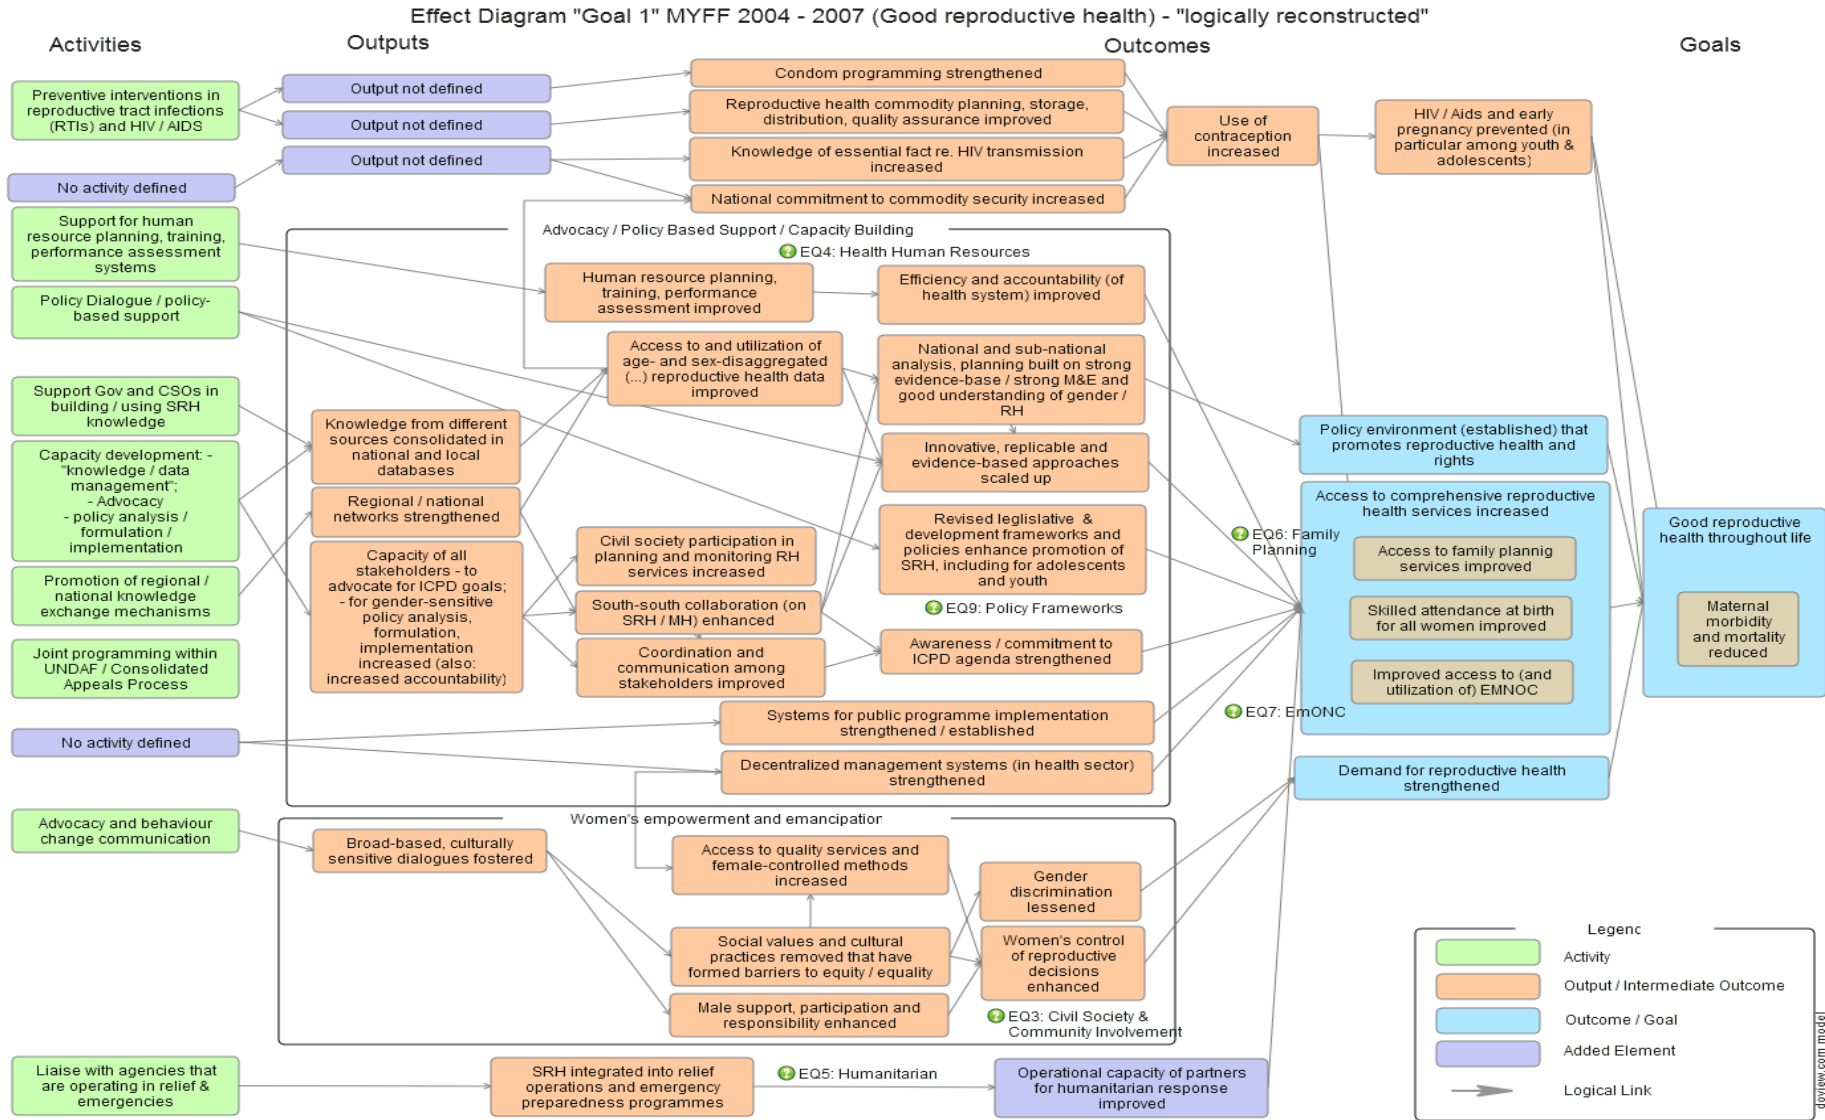 Effect Diagram "Goal 1" MYFF 2004 - 2007 (Good reproductive health) - "logically reconstructed"
Activities
Outputs
Outcomes
Goals
Preventive interventions in
reproductive tract infections
(RTIs) and HIV / AIDS
No activity defined
Support for human
resource planning, training,
performance assessment
systems
Policy Dialogue / policy-
based support
Support Gov and CSOs in
building / using SRH
knowledge
Capacity development: -
"knowledge / data
management";
- Advocacy
- policy analysis /
formulation /
implementation
Promotion of regional /
national knowledge
exchange mechanisms
Joint programming within
UNDAF / Consolidated
Appeals Process
No activity defined
Advocacy and behaviour
change communication
Liaise with agencies that
are operating in relief &
emergencies
Output not defined
Output not defined
Output not defined
Condom programming strengthened
Reproductive health commodity planning, storage,
distribution, quality assurance improved
Knowledge of essential fact re. HIV transmission
increased
National commitment to commodity security increased
Use of
contraception
increased
HIV / Aids and early
pregnancy prevented (in
particular among youth &
adolescents)
Advocacy / Policy Based Support / Capacity Building
EQ4: Health Human Resources
Human resource planning,
training, performance
assessment improved
Efficiency and accountability (of
health system) improved
Access to and utilization of
age- and sex-disaggregated
(...) reproductive health data
improved
National and sub-national
analysis, planning built on strong
evidence-base / strong M&E and
good understanding of gender /
RH
Knowledge from different
sources consolidated in
national and local
databases
Innovative, replicable and
evidence-based approaches
scaled up
Regional / national
networks strengthened
Revised leglislative &
development frameworks and
policies enhance promotion of
SRH, including for adolescents
and youth
EQ9: Policy Frameworks
Capacity of all
stakeholders - to
advocate for ICPD goals;
- for gender-sensitive
policy analysis,
formulation,
implementation
increased (also:
increased accountability)
Civil society participation in
planning and monitoring RH
services increased
South-south collaboration (on
SRH / MH) enhanced
Coordination and
communication among
stakeholders improved
Awareness / commitment to
ICPD agenda strengthened
Systems for public programme implementation
strengthened / established
Decentralized management systems (in health sector)
strengthened
Women's empowerment and emancipation
Broad-based, culturally
sensitive dialogues fostered
Access to quality services and
female-controlled methods
increased
Social values and cultural
practices removed that have
formed barriers to equity / equality
Male support, participation and
responsibility enhanced
Gender
discrimination
lessened
Women's control
of reproductive
decisions
enhanced
EQ3: Civil Society &
Community Involvement
SRH integrated into relief
operations and emergency
preparedness programmes
EQ5: Humanitarian
Operational capacity of partners
for humanitarian response
improved
Policy environment (established) that
promotes reproductive health and
rights
Access to comprehensive reproductive
health services increased
EQ6: Family
Planning
Access to family plannig
services improved
Skilled attendance at birth
for all women improved
Improved access to (and
utilization of) EMNOC
EQ7: EmONC
Demand for reproductive health
strengthened
Good reproductive
health throughout life
Maternal
morbidity
and mortality
reduced
Legenc
Activity
Output / Intermediate Outcome
Outcome / Goal
Added Element
Logical Link
doview.com model